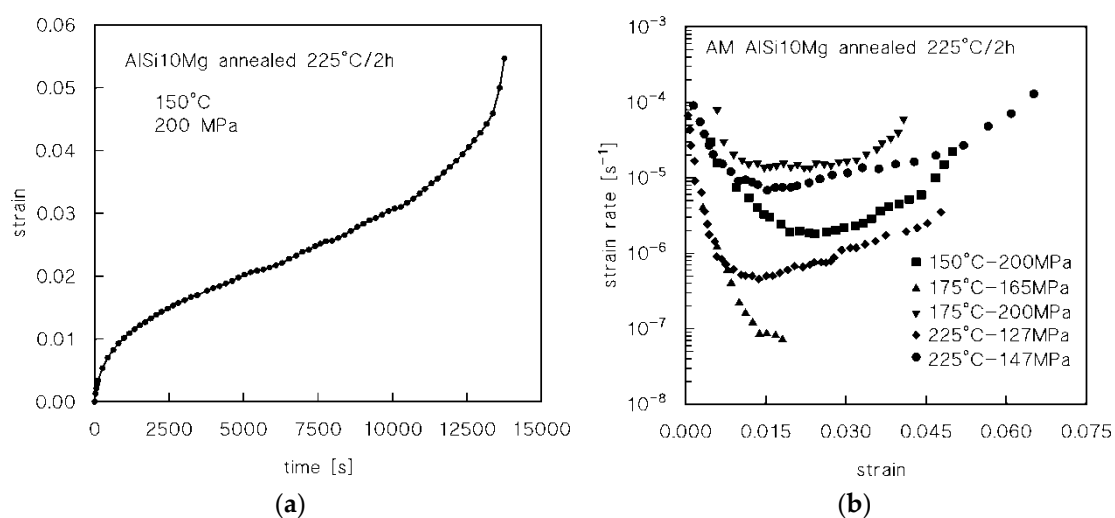 0.06
0.05
0.04
0.03
0.02
0.01
0.00
strain
AlSi10Mg annealed 225°C/2h
150°C
200 MPa
0 2500 5000 7500 10000 12500 15000
time [s]
(a)
10⁻³
10⁻⁴
10⁻⁵
10⁻⁶
10⁻⁷
10⁻⁸
strain rate [s⁻¹]
AM AlSi10Mg annealed 225°C/2h
150°C-200MPa
175°C-165MPa
175°C-200MPa
225°C-127MPa
225°C-147MPa
0.000 0.015 0.030 0.045 0.060 0.075
strain
(b)